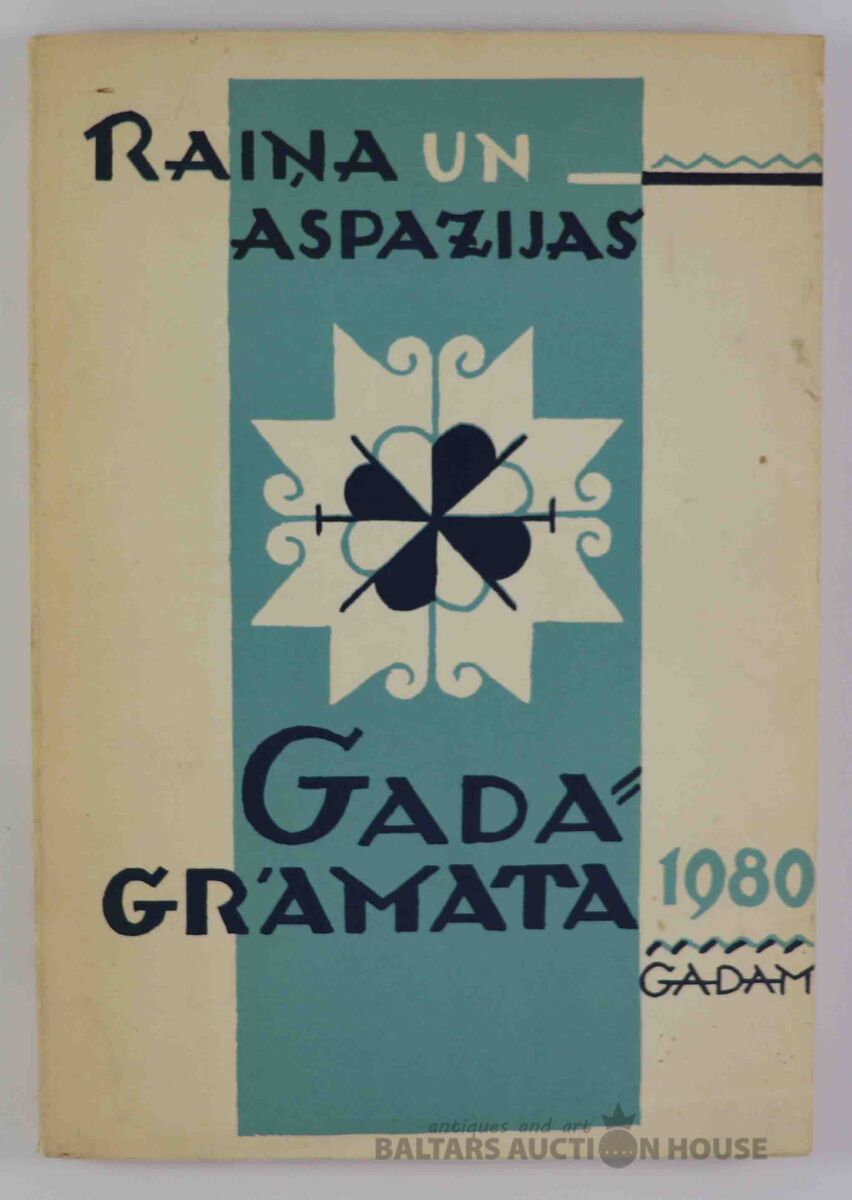 RAIŅA UN
ASPAZIJAS
GADA=
GRĀMATA
1980
GADAM
antiques and art
BALTARS AUCTION HOUSE